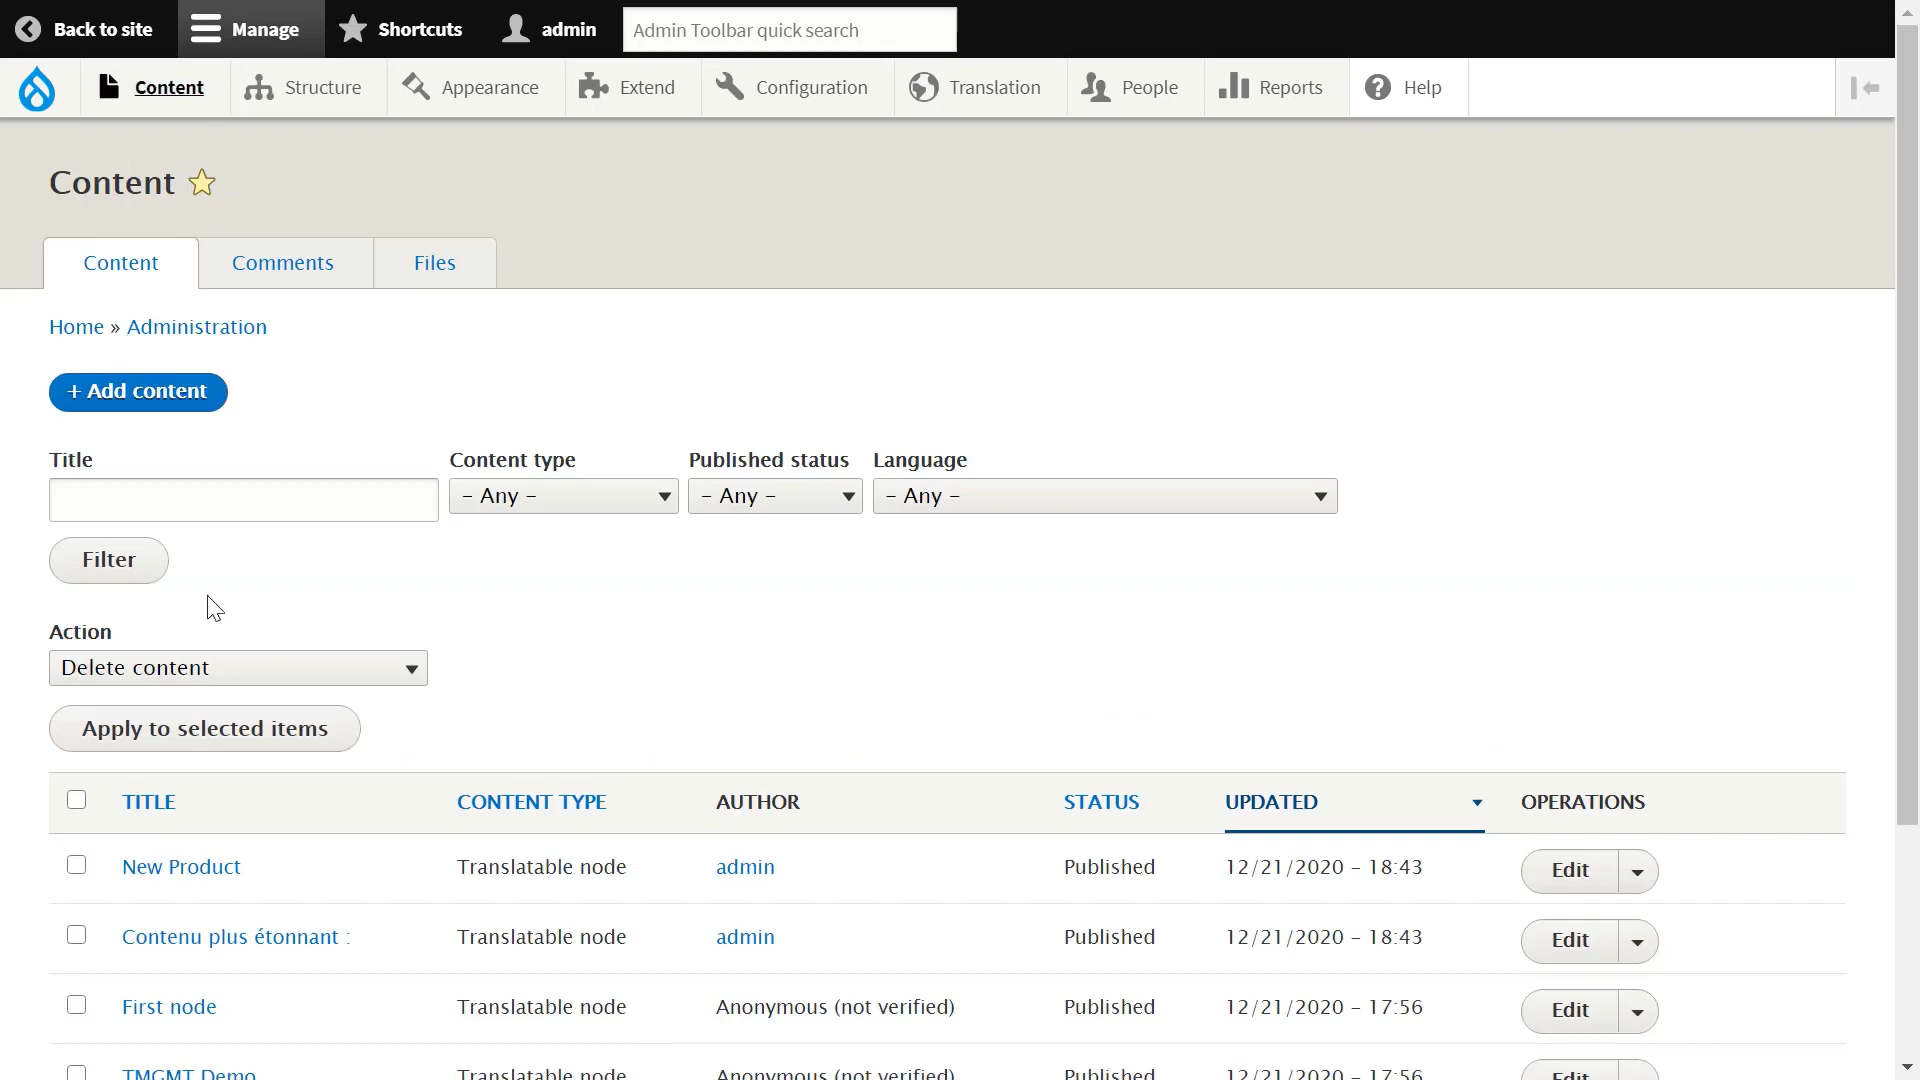 Back to site Manage Shortcuts admin Admin Toolbar quick search
Content Structure Appearance Extend Configuration Translation People Reports Help
Content
Content Comments Files
Home » Administration
+ Add content
Title Content type Published status Language
- Any - - Any - - Any -
Filter
Action
Delete content
Apply to selected items
TITLE CONTENT TYPE AUTHOR STATUS UPDATED OPERATIONS
New Product Translatable node admin Published 12/21/2020 - 18:43 Edit
Contenu plus étonnant : Translatable node admin Published 12/21/2020 - 18:43 Edit
First node Translatable node Anonymous (not verified) Published 12/21/2020 - 17:56 Edit
TMGMT Demo Translatable node Anonymous (not verified) Published 12/21/2020 - 17:56 Edit